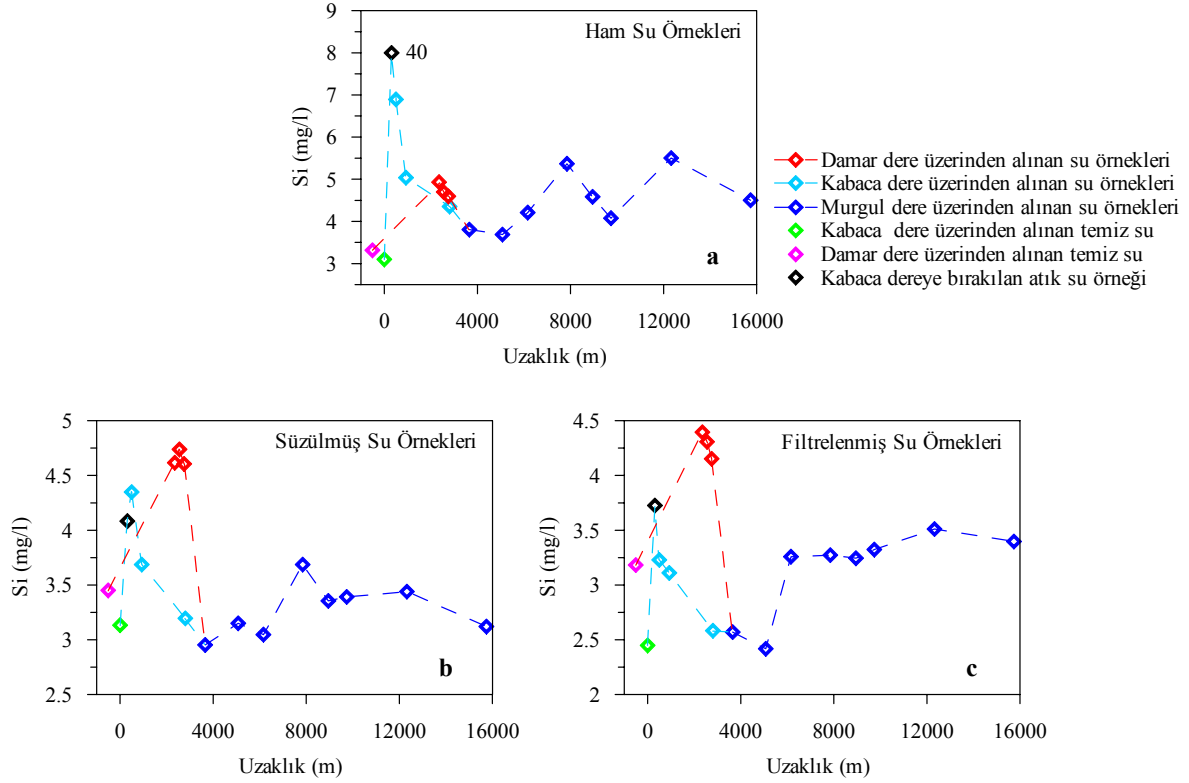 Ham Su Örnekleri
40
Si (mg/l)
9
8
7
6
5
4
3
a
0 4000 8000 12000 16000
Uzaklık (m)
Damar dere üzerinden alınan su örnekleri
Kabaca dere üzerinden alınan su örnekleri
Murgul dere üzerinden alınan su örnekleri
Kabaca dere üzerinden alınan temiz su
Damar dere üzerinden alınan temiz su
Kabaca dereye bırakılan atık su örneği
Süzülmüş Su Örnekleri
Si (mg/l)
5
4.5
4
3.5
3
2.5
b
0 4000 8000 12000 16000
Uzaklık (m)
Filtrelenmiş Su Örnekleri
Si (mg/l)
4.5
4
3.5
3
2.5
2
c
0 4000 8000 12000 16000
Uzaklık (m)